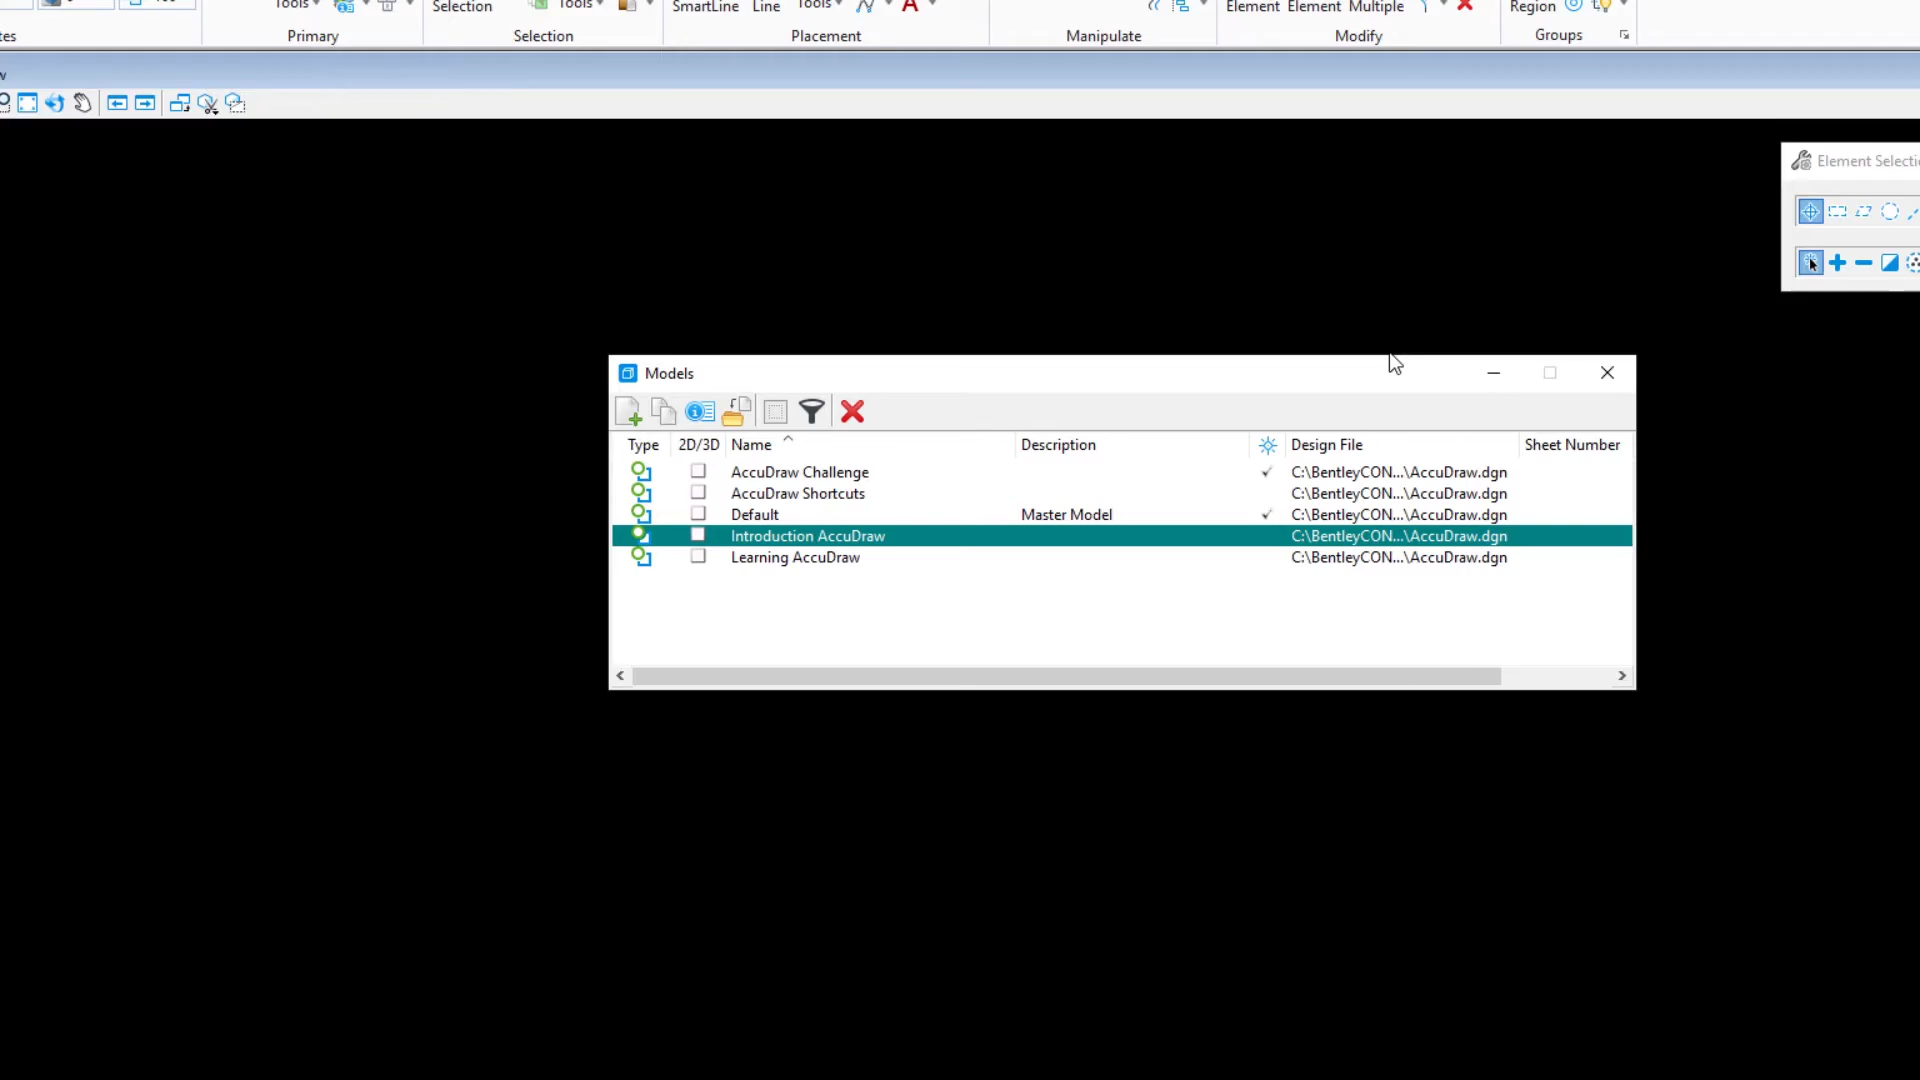 Tools
Selection
Tools
SmartLine Line Tools
A
Element Element Multiple
Region
Primary
Selection
Placement
Manipulate
Modify
Groups
Element Selecti
Models
Type 2D/3D Name Description Design File Sheet Number
AccuDraw Challenge C:\BentleyCON...\AccuDraw.dgn
AccuDraw Shortcuts C:\BentleyCON...\AccuDraw.dgn
Default Master Model C:\BentleyCON...\AccuDraw.dgn
Introduction AccuDraw C:\BentleyCON...\AccuDraw.dgn
Learning AccuDraw C:\BentleyCON...\AccuDraw.dgn